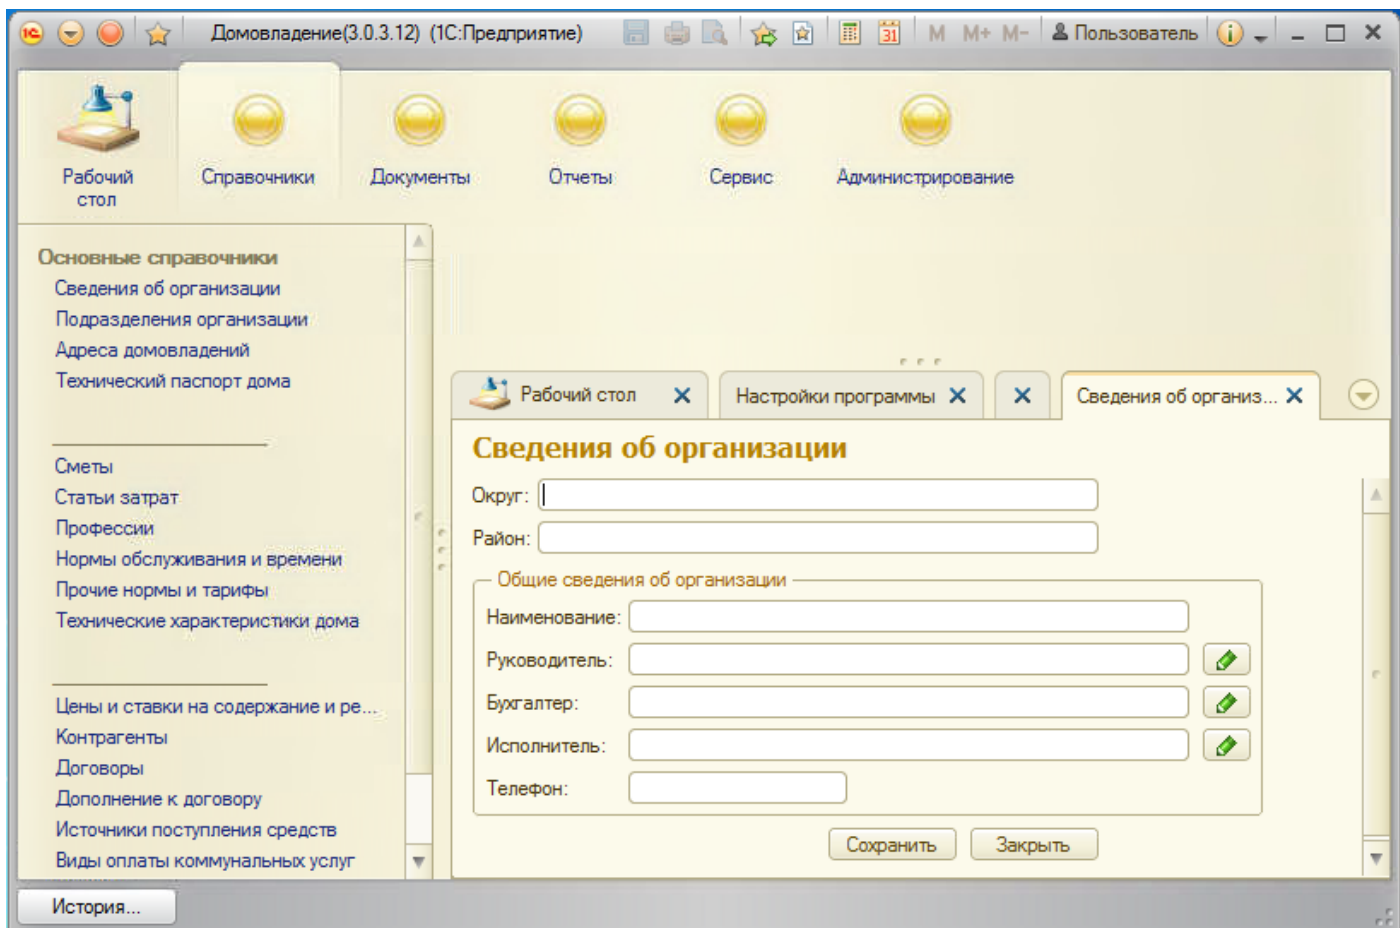 1С Домовладение(3.0.3.12) (1С:Предприятие) 31 M M+ M- Пользователь
Рабочий стол
Справочники
Документы
Отчеты
Сервис
Администрирование
Основные справочники
Сведения об организации
Подразделения организации
Адреса домовладений
Технический паспорт дома
Сметы
Статьи затрат
Профессии
Нормы обслуживания и времени
Прочие нормы и тарифы
Технические характеристики дома
Цены и ставки на содержание и ре...
Контрагенты
Договоры
Дополнение к договору
Источники поступления средств
Виды оплаты коммунальных услуг
Рабочий стол
Настройки программы
Сведения об организ...
Сведения об организации
Округ:
Район:
Общие сведения об организации
Наименование:
Руководитель:
Бухгалтер:
Исполнитель:
Телефон:
Сохранить Закрыть
История...